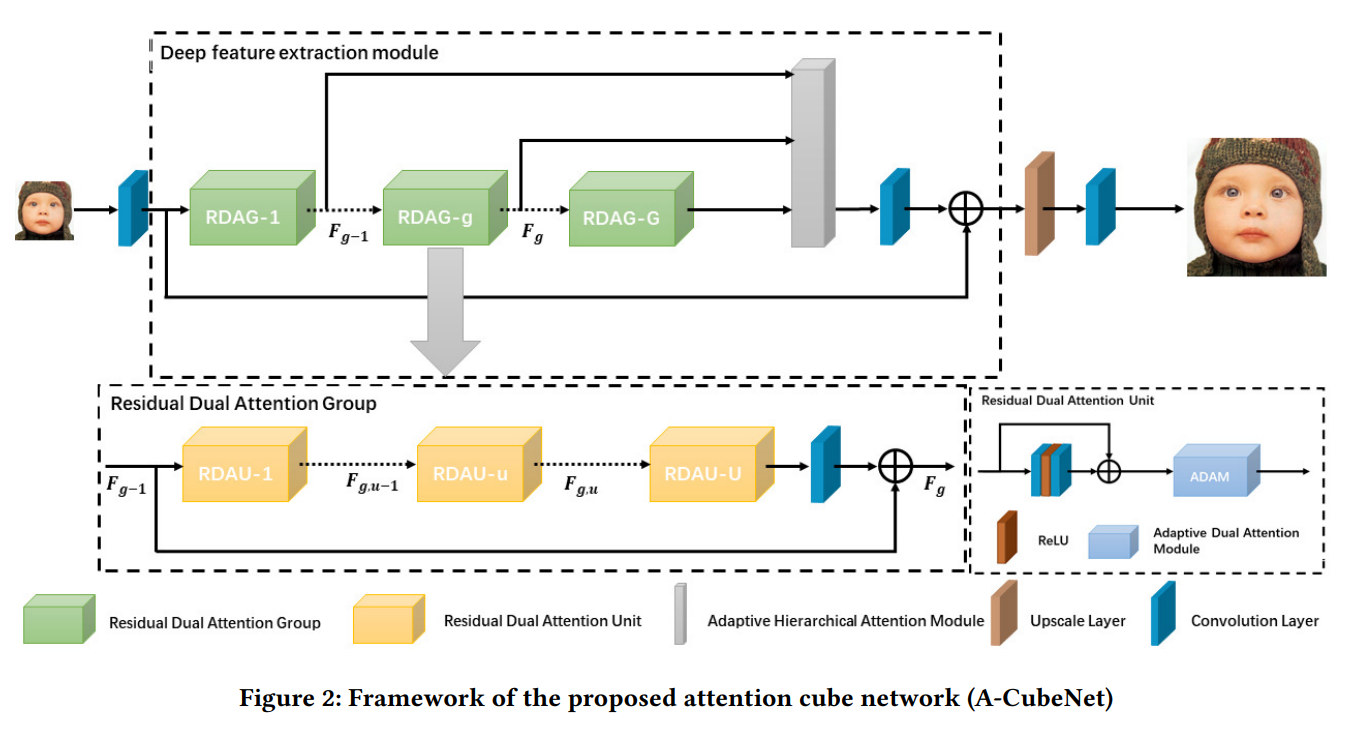 Deep feature extraction module
RDAG-1
F_{g-1}
RDAG-g
F_g
RDAG-G
Residual Dual Attention Group
F_{g-1}
RDAU-1
F_{g,u-1}
RDAU-u
F_{g,u}
RDAU-U
F_g
Residual Dual Attention Unit
ADAM
ReLU
Adaptive Dual Attention
Module
Residual Dual Attention Group
Residual Dual Attention Unit
Adaptive Hierarchical Attention Module
Upscale Layer
Convolution Layer
Figure 2: Framework of the proposed attention cube network (A-CubeNet)